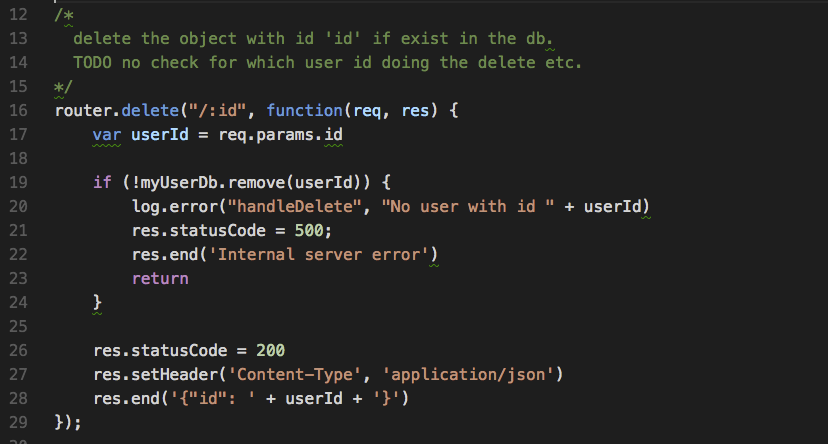 12 /*
13   delete the object with id 'id' if exist in the db.
14   TODO no check for which user id doing the delete etc.
15 */
16 router.delete("/:id", function(req, res) {
17     var userId = req.params.id
18
19     if (!myUserDb.remove(userId)) {
20         log.error("handleDelete", "No user with id " + userId)
21         res.statusCode = 500;
22         res.end('Internal server error')
23         return
24     }
25
26     res.statusCode = 200
27     res.setHeader('Content-Type', 'application/json')
28     res.end('{"id": ' + userId + '}')
29 });